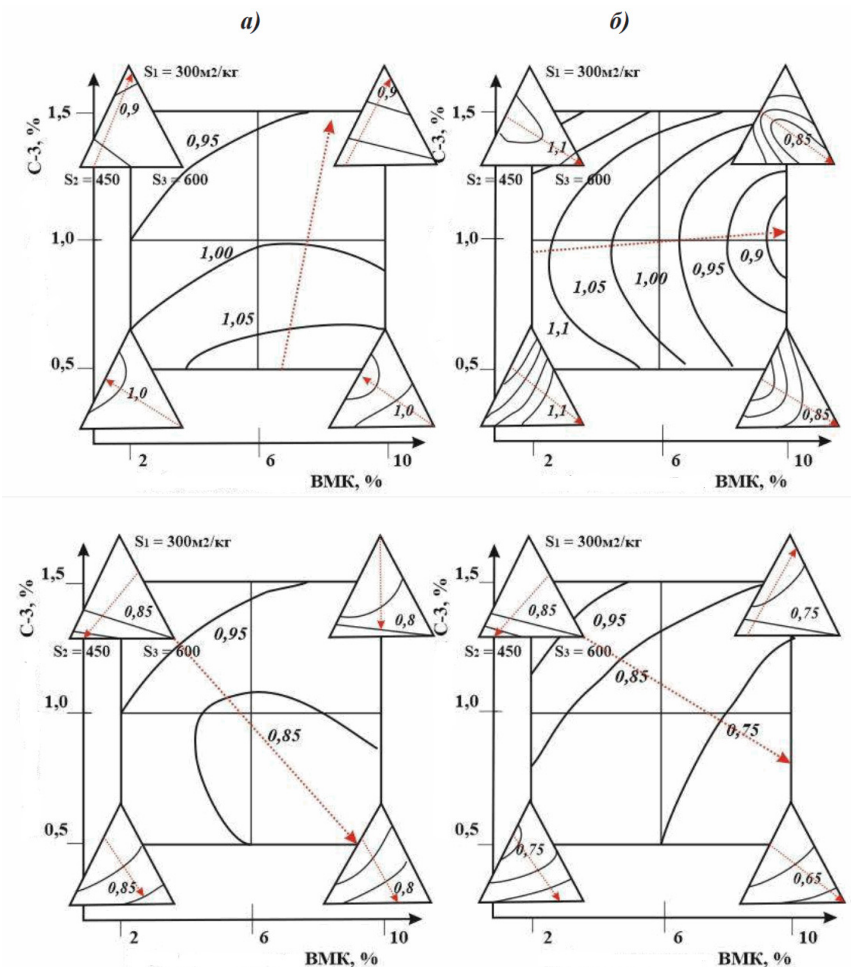 а)
б)
S1 = 300м2/кг
1,5
0,9
0,95
0,9
С-3, %
S2 = 450
S3 = 600
1,0
1,00
1,05
0,5
1,0
1,0
2
6
10
ВМК, %
S1 = 300м2/кг
1,5
1,1
0,85
С-3, %
S2 = 450
S3 = 600
1,0
1,1
1,05
1,00
0,95
0,9
0,5
1,1
0,85
2
6
10
ВМК, %
S1 = 300м2/кг
1,5
0,85
0,95
0,8
С-3, %
S2 = 450
S3 = 600
1,0
0,85
0,5
0,85
0,8
2
6
10
ВМК, %
S1 = 300м2/кг
1,5
0,85
0,95
0,75
С-3, %
S2 = 450
S3 = 600
0,85
1,0
0,75
0,5
0,75
0,65
2
6
10
ВМК, %